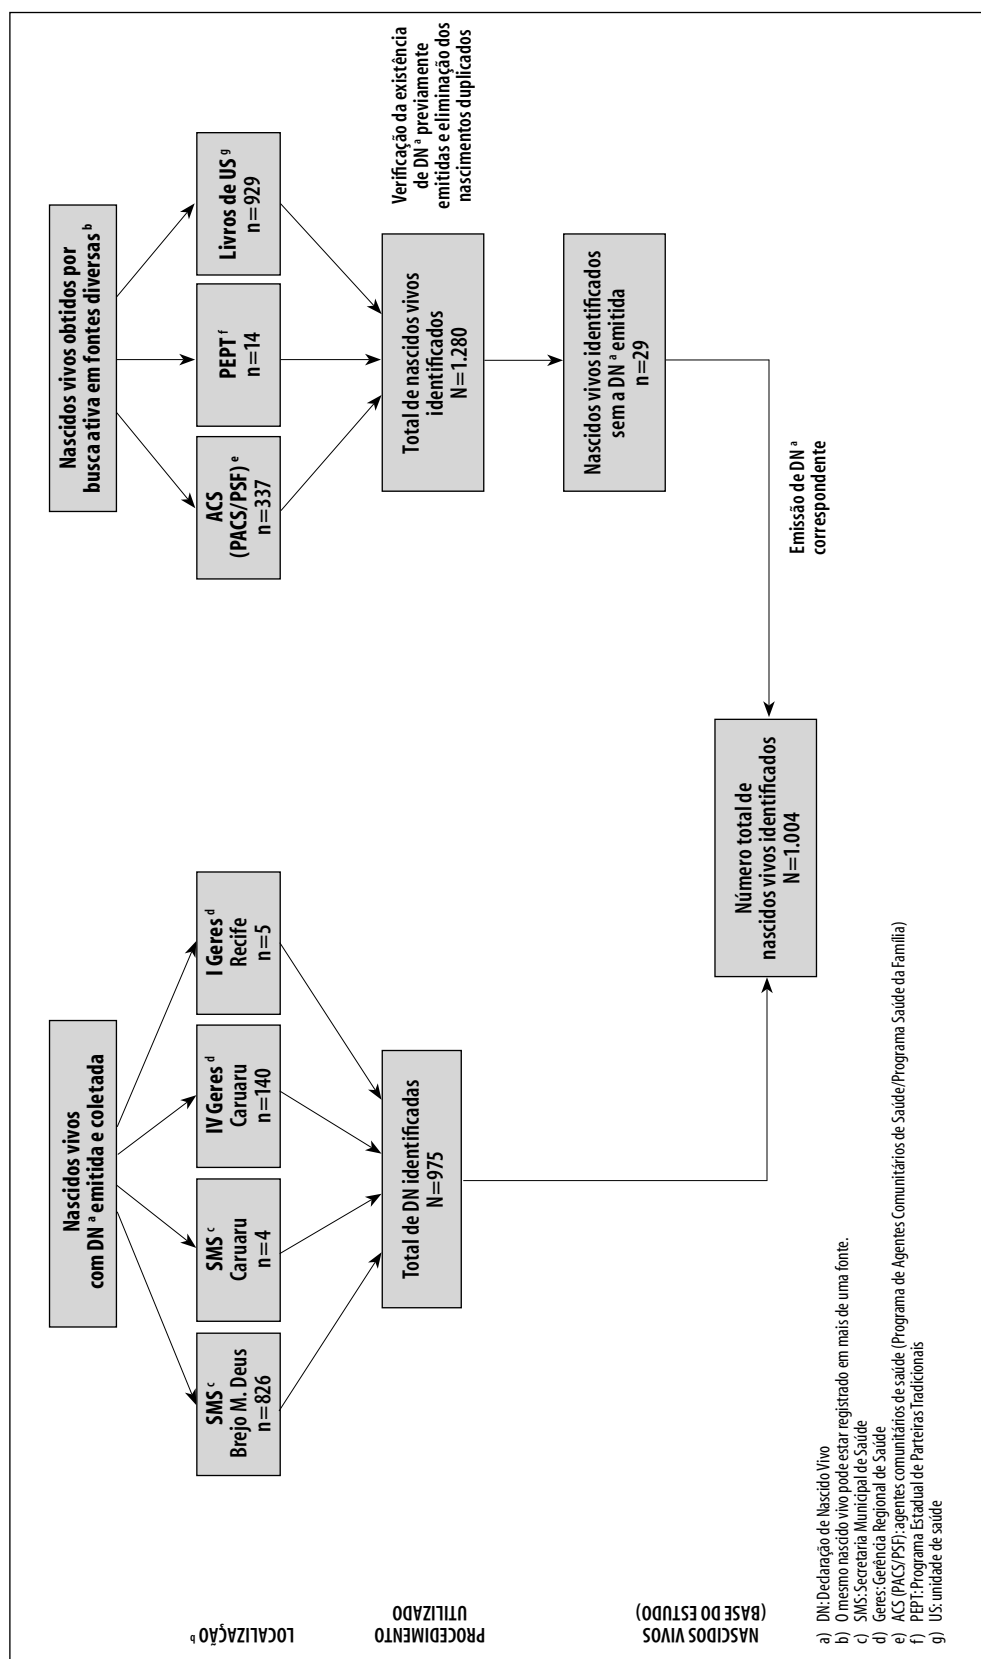 Nascidos vivos
com DN a emitida e coletada
Nascidos vivos obtidos por
busca ativa em fontes diversas b
LOCALIZAÇÃO b
SMS c
Brejo M. Deus
n=826
SMS c
Caruaru
n=4
IV Geres d
Caruaru
n=140
I Geres d
Recife
n=5
ACS
(PACS/PSF) e
n=337
PEPT f
n=14
Livros de US g
n=929
PROCEDIMENTO
UTILIZADO
Total de DN identificadas
N=975
Total de nascidos vivos
identificados
N=1.280
Verificação da existência
de DN a previamente
emitidas e eliminação dos
nascimentos duplicados
Nascidos vivos identificados
sem a DN a emitida
n=29
Emissão de DN a
correspondente
NASCIDOS VIVOS
(BASE DO ESTUDO)
Número total de
nascidos vivos identificados
N=1.004
a) DN: Declaração de Nascido Vivo
b) O mesmo nascido vivo pode estar registrado em mais de uma fonte.
c) SMS: Secretaria Municipal de Saúde
d) Geres: Gerência Regional de Saúde
e) ACS (PACS/PSF): agentes comunitários de saúde (Programa de Agentes Comunitários de Saúde/Programa Saúde da Família)
f) PEPT: Programa Estadual de Parteiras Tradicionais
g) US: unidade de saúde